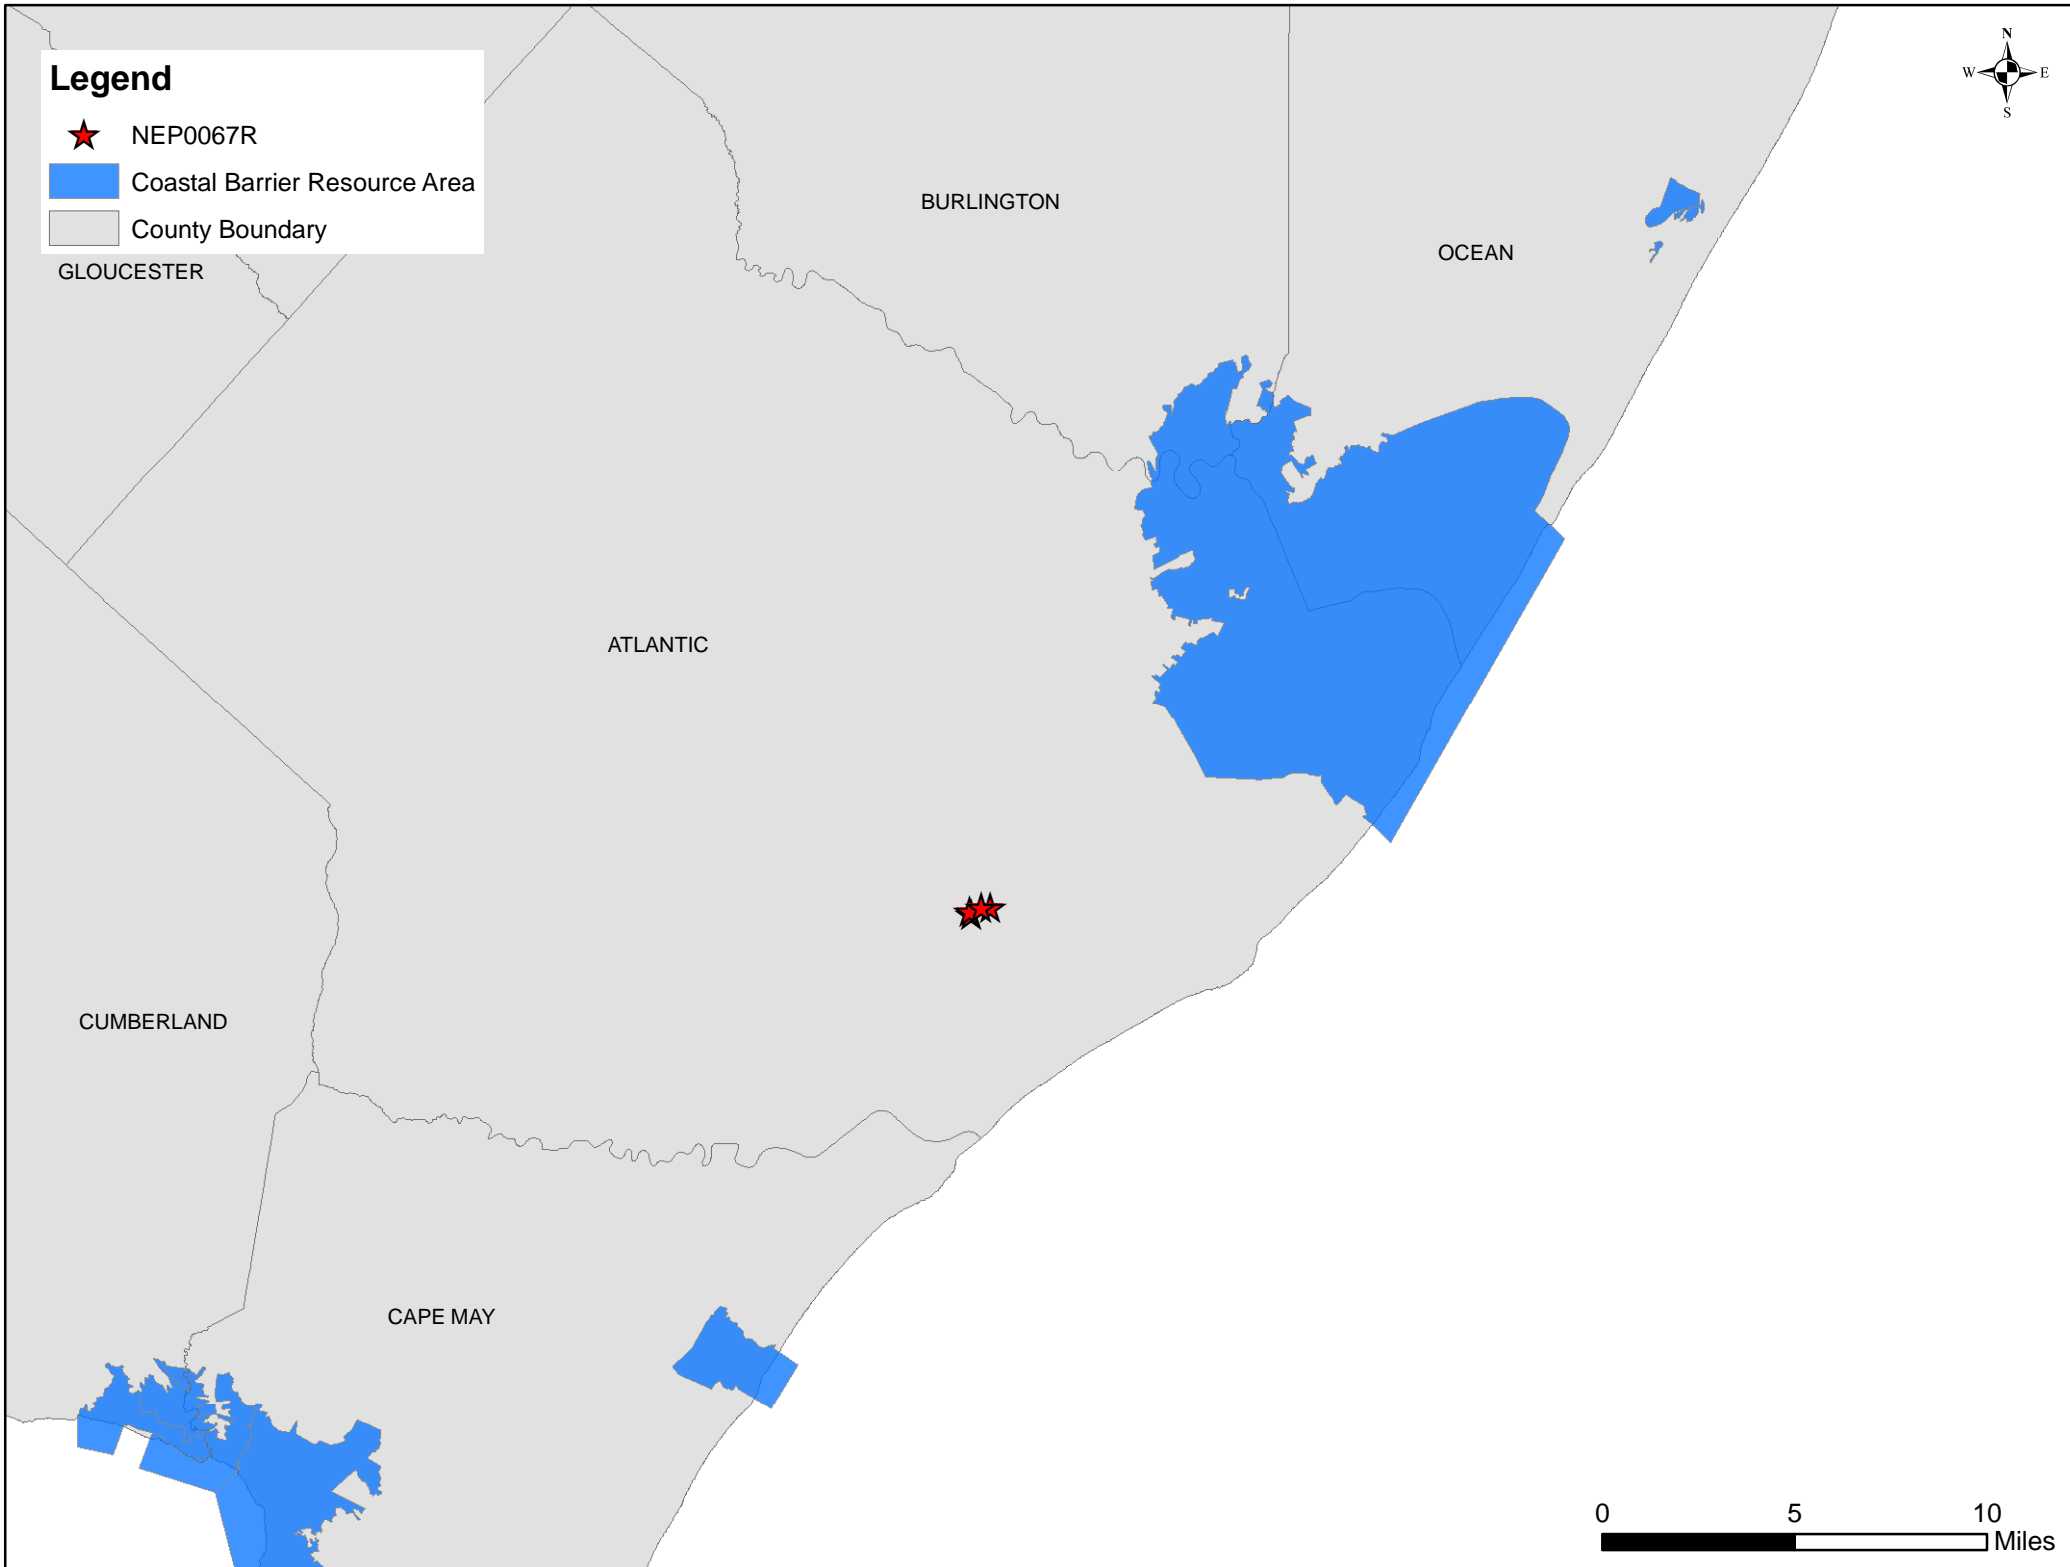 Legend
NEP0067R
Coastal Barrier Resource Area
County Boundary
N
W E
S
BURLINGTON
OCEAN
GLOUCESTER
ATLANTIC
CUMBERLAND
CAPE MAY
0 5 10
Miles